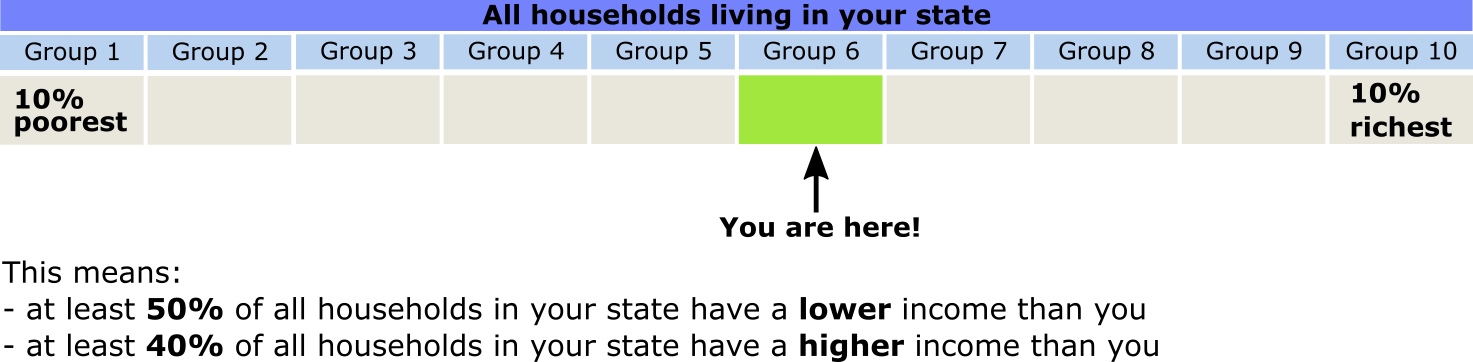 All households living in your state
Group 1 Group 2 Group 3 Group 4 Group 5 Group 6 Group 7 Group 8 Group 9 Group 10
10% poorest
10% richest
You are here!
This means:
- at least 50% of all households in your state have a lower income than you
- at least 40% of all households in your state have a higher income than you